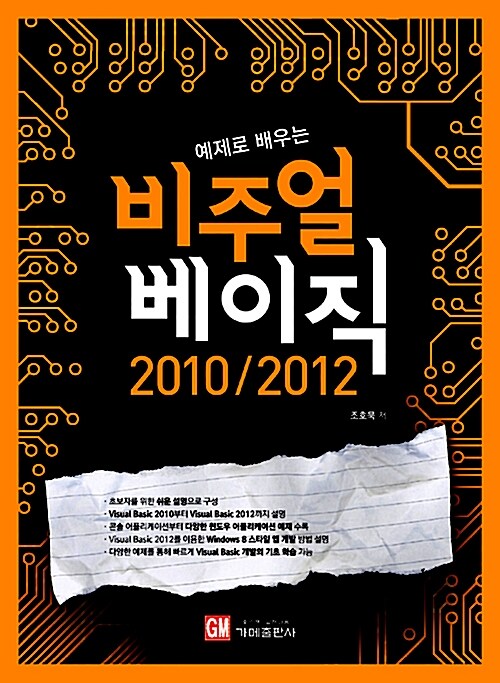 예제로 배우는
비주얼
베이직
2010/2012
조호묵 저
· 초보자를 위한 쉬운 설명으로 구성
· Visual Basic 2010부터 Visual Basic 2012까지 설명
· 콘솔 어플리케이션부터 다양한 윈도우 어플리케이션 예제 수록
· Visual Basic 2012를 이용한 Windows 8 스타일 앱 개발 방법 설명
· 다양한 예제를 통해 빠르게 Visual Basic 개발의 기초 학습 가능
GM
가메출판사